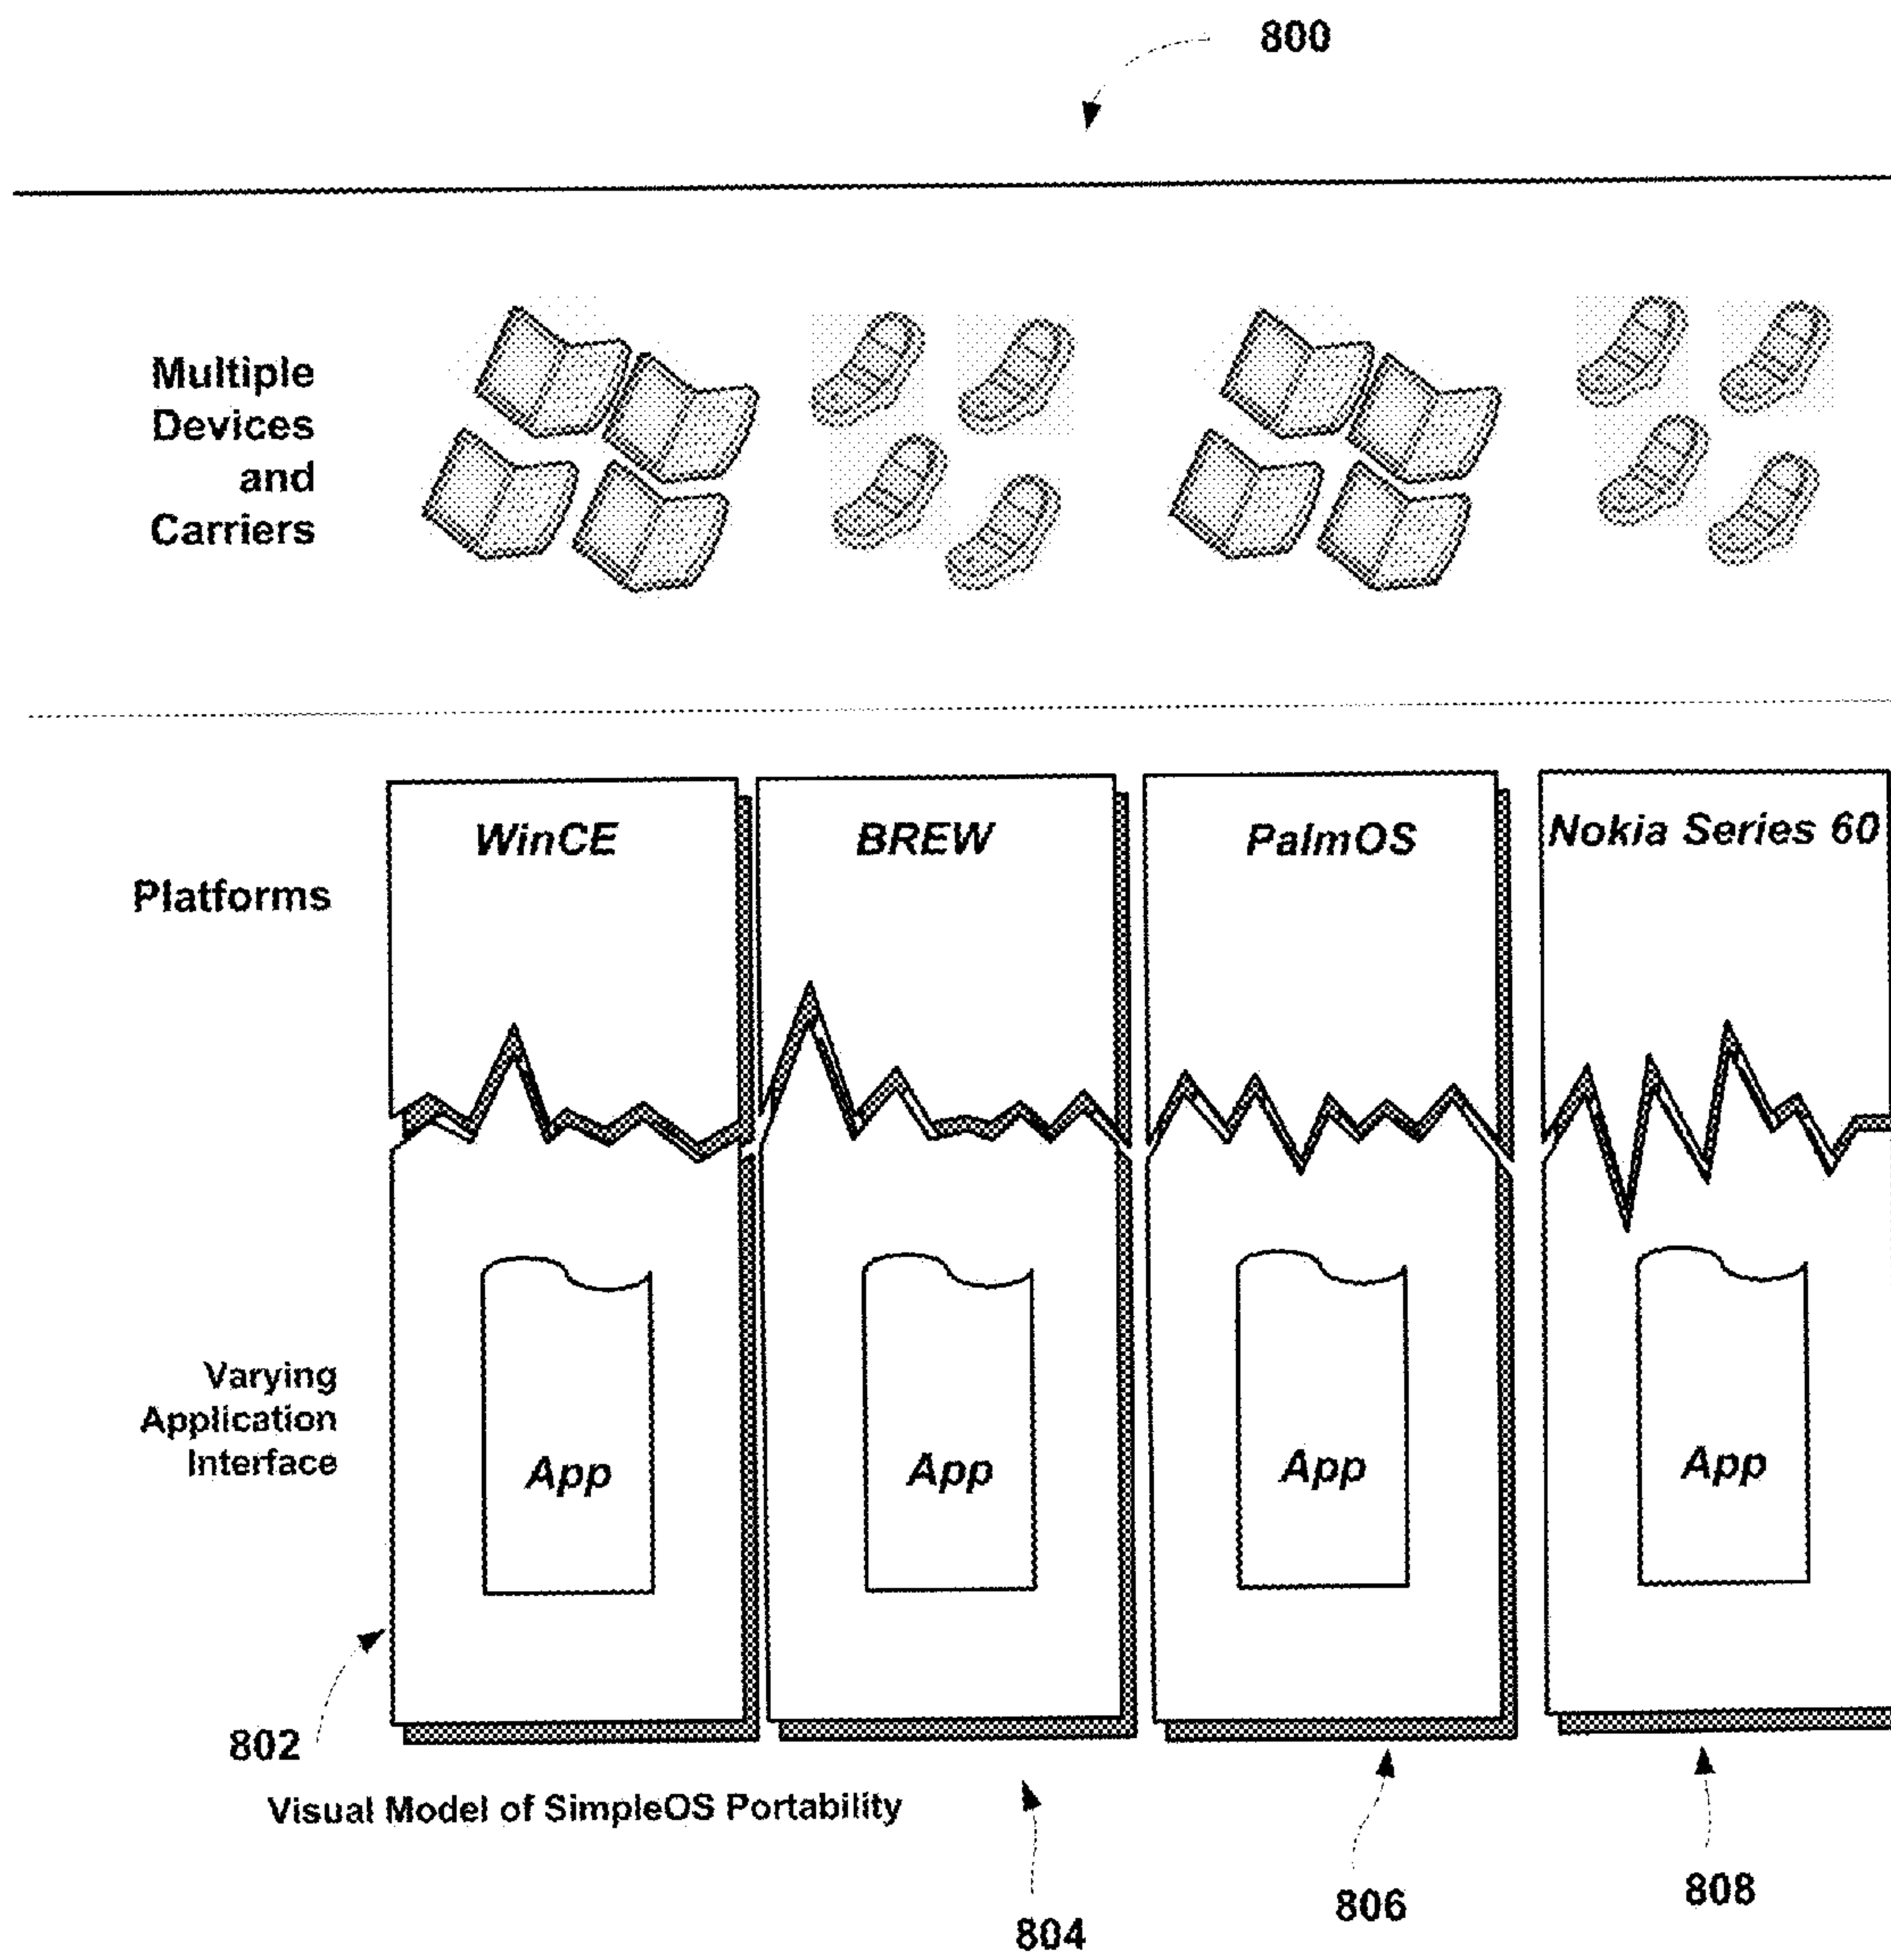 800
Multiple
Devices
and
Carriers
WinCE
BREW
PalmOS
Nokia Series 60
Platforms
Varying
Application
Interface
App
App
App
App
802
Visual Model of SimpleOS Portability
804
806
808